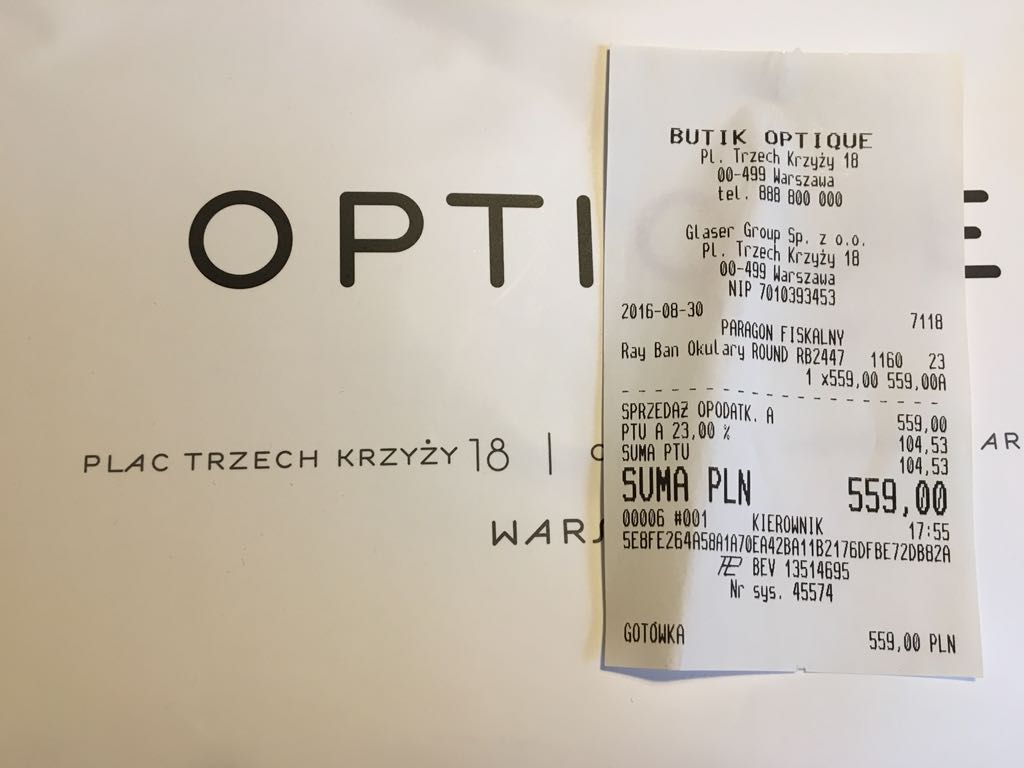 OPTI E
PLAC TRZECH KRZYŻY 18 |
BUTIK OPTIQUE
Pl. Trzech Krzyży 18
00-499 Warszawa
tel. 888 800 000
Glaser Group Sp. z o.o.
Pl. Trzech Krzyży 18
00-499 Warszawa
NIP 7010393453
2016-08-30 7118
PARAGON FISKALNY
Ray Ban Okulary ROUND RB2447 1160 23
1 x559,00 559,00A
SPRZEDAŻ OPODATK. A 559,00
PTU A 23,00 % 104,53
SUMA PTU 104,53
SUMA PLN 559,00
00006 #001 KIEROWNIK 17:55
5E8FE264A58A1A70EA42BA11B2176DFBE72DBB2A
BEV 13514695
Nr sys. 45574
GOTÓWKA 559,00 PLN